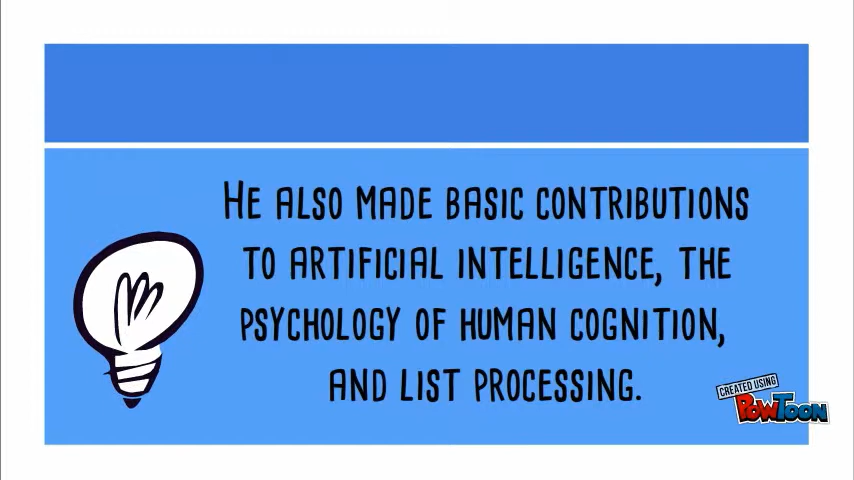 HE ALSO MADE BASIC CONTRIBUTIONS
TO ARTIFICIAL INTELLIGENCE, THE
PSYCHOLOGY OF HUMAN COGNITION,
AND LIST PROCESSING.
CREATED USING
POWTOON